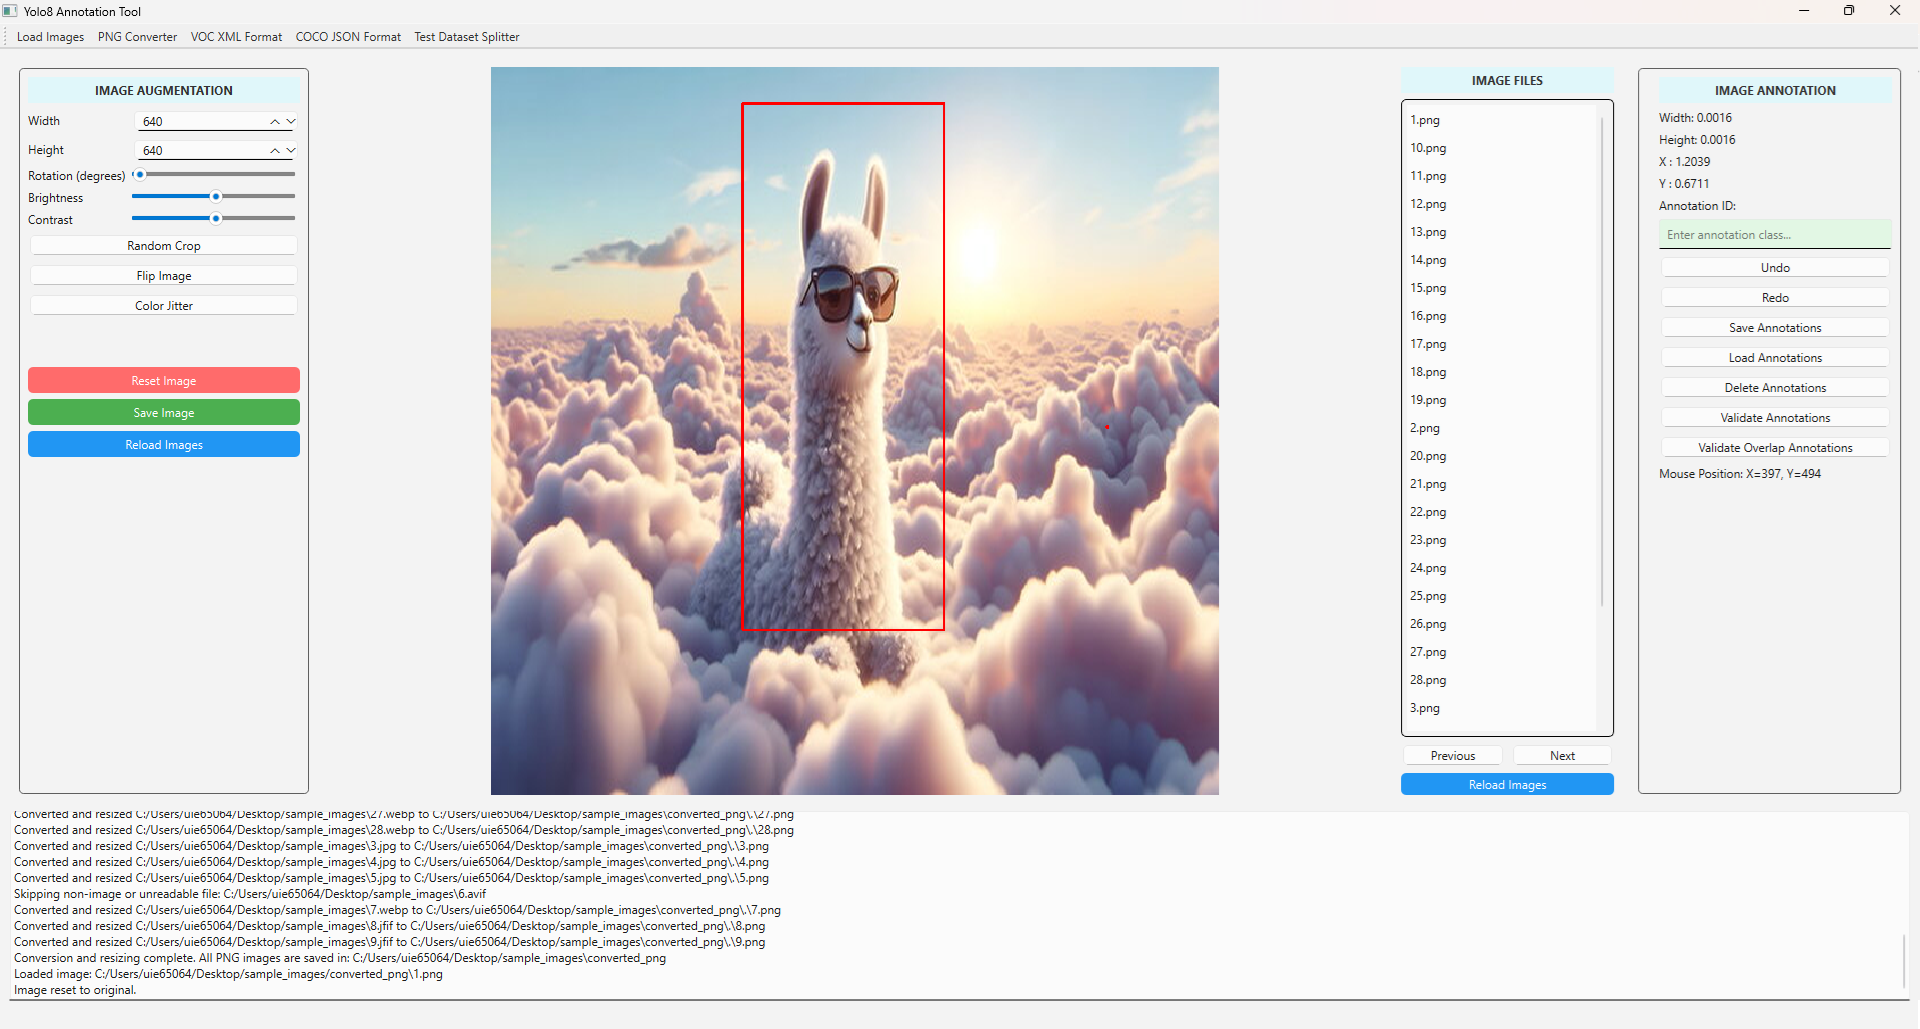 Yolo8 Annotation Tool
Load Images PNG Converter VOC XML Format COCO JSON Format Test Dataset Splitter
IMAGE AUGMENTATION
Width 640
Height 640
Rotation (degrees)
Brightness
Contrast
Random Crop
Flip Image
Color Jitter
Reset Image
Save Image
Reload Images
IMAGE FILES
1.png
10.png
11.png
12.png
13.png
14.png
15.png
16.png
17.png
18.png
19.png
2.png
20.png
21.png
22.png
23.png
24.png
25.png
26.png
27.png
28.png
3.png
Previous Next
Reload Images
IMAGE ANNOTATION
Width: 0.0016
Height: 0.0016
X : 1.2039
Y : 0.6711
Annotation ID:
Enter annotation class...
Undo
Redo
Save Annotations
Load Annotations
Delete Annotations
Validate Annotations
Validate Overlap Annotations
Mouse Position: X=397, Y=494
Converted and resized C:/Users/uie65064/Desktop/sample_images\27.webp to C:/Users/uie65064/Desktop/sample_images\converted_png\.\27.png
Converted and resized C:/Users/uie65064/Desktop/sample_images\28.webp to C:/Users/uie65064/Desktop/sample_images\converted_png\.\28.png
Converted and resized C:/Users/uie65064/Desktop/sample_images\3.jpg to C:/Users/uie65064/Desktop/sample_images\converted_png\.\3.png
Converted and resized C:/Users/uie65064/Desktop/sample_images\4.jpg to C:/Users/uie65064/Desktop/sample_images\converted_png\.\4.png
Converted and resized C:/Users/uie65064/Desktop/sample_images\5.jpg to C:/Users/uie65064/Desktop/sample_images\converted_png\.\5.png
Skipping non-image or unreadable file: C:/Users/uie65064/Desktop/sample_images\6.avif
Converted and resized C:/Users/uie65064/Desktop/sample_images\7.webp to C:/Users/uie65064/Desktop/sample_images\converted_png\.\7.png
Converted and resized C:/Users/uie65064/Desktop/sample_images\8.jfif to C:/Users/uie65064/Desktop/sample_images\converted_png\.\8.png
Converted and resized C:/Users/uie65064/Desktop/sample_images\9.jfif to C:/Users/uie65064/Desktop/sample_images\converted_png\.\9.png
Conversion and resizing complete. All PNG images are saved in: C:/Users/uie65064/Desktop/sample_images\converted_png
Loaded image: C:/Users/uie65064/Desktop/sample_images/converted_png\1.png
Image reset to original.